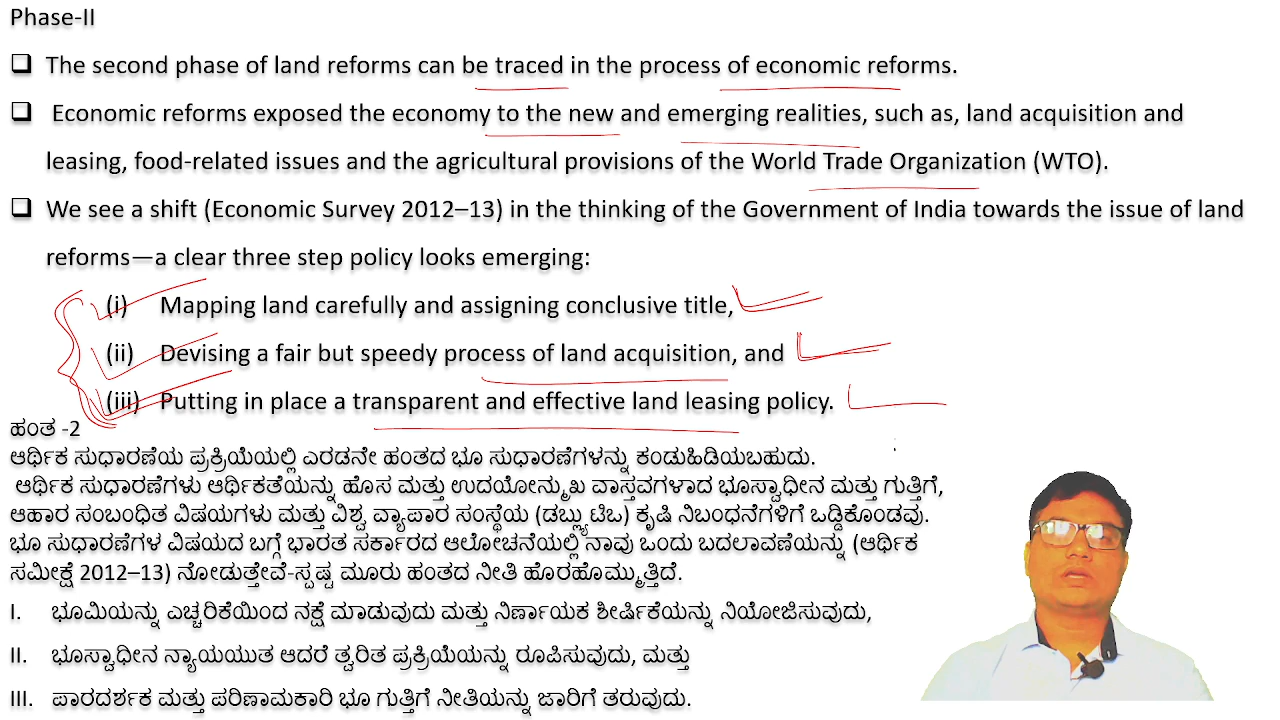 Phase-II
❑ The second phase of land reforms can be traced in the process of economic reforms.
❑ Economic reforms exposed the economy to the new and emerging realities, such as, land acquisition and
leasing, food-related issues and the agricultural provisions of the World Trade Organization (WTO).
❑ We see a shift (Economic Survey 2012–13) in the thinking of the Government of India towards the issue of land
reforms—a clear three step policy looks emerging:
(i) Mapping land carefully and assigning conclusive title,
(ii) Devising a fair but speedy process of land acquisition, and
(iii) Putting in place a transparent and effective land leasing policy.
ಹಂತ -2
ಆರ್ಥಿಕ ಸುಧಾರಣೆಯ ಪ್ರಕ್ರಿಯೆಯಲ್ಲಿ ಎರಡನೇ ಹಂತದ ಭೂ ಸುಧಾರಣೆಗಳನ್ನು ಕಂಡುಹಿಡಿಯಬಹುದು.
ಆರ್ಥಿಕ ಸುಧಾರಣೆಗಳು ಆರ್ಥಿಕತೆಯನ್ನು ಹೊಸ ಮತ್ತು ಉದಯೋನ್ಮುಖ ವಾಸ್ತವಗಳಾದ ಭೂಸ್ವಾಧೀನ ಮತ್ತು ಗುತ್ತಿಗೆ,
ಆಹಾರ ಸಂಬಂಧಿತ ವಿಷಯಗಳು ಮತ್ತು ವಿಶ್ವ ವ್ಯಾಪಾರ ಸಂಸ್ಥೆಯ (ಡಬ್ಲ್ಯುಟಿಒ) ಕೃಷಿ ನಿಬಂಧನೆಗಳಿಗೆ ಒಡ್ಡಿಕೊಂಡವು.
ಭೂ ಸುಧಾರಣೆಗಳ ವಿಷಯದ ಬಗ್ಗೆ ಭಾರತ ಸರ್ಕಾರದ ಆಲೋಚನೆಯಲ್ಲಿ ನಾವು ಒಂದು ಬದಲಾವಣೆಯನ್ನು (ಆರ್ಥಿಕ
ಸಮೀಕ್ಷೆ 2012–13) ನೋಡುತ್ತೇವೆ-ಸ್ಪಷ್ಟ ಮೂರು ಹಂತದ ನೀತಿ ಹೊರಹೊಮ್ಮುತ್ತಿದೆ.
I. ಭೂಮಿಯನ್ನು ಎಚ್ಚರಿಕೆಯಿಂದ ನಕ್ಷೆ ಮಾಡುವುದು ಮತ್ತು ನಿರ್ಣಾಯಕ ಶೀರ್ಷಿಕೆಯನ್ನು ನಿಯೋಜಿಸುವುದು,
II. ಭೂಸ್ವಾಧೀನ ನ್ಯಾಯಯುತ ಆದರೆ ತ್ವರಿತ ಪ್ರಕ್ರಿಯೆಯನ್ನು ರೂಪಿಸುವುದು, ಮತ್ತು
III. ಪಾರದರ್ಶಕ ಮತ್ತು ಪರಿಣಾಮಕಾರಿ ಭೂ ಗುತ್ತಿಗೆ ನೀತಿಯನ್ನು ಜಾರಿಗೆ ತರುವುದು.